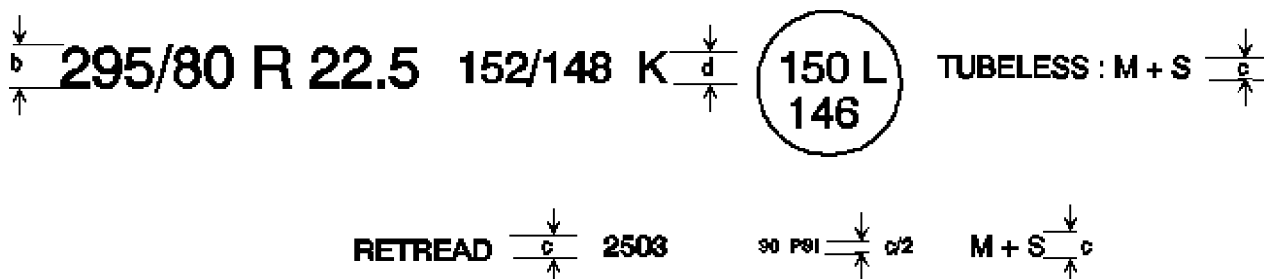 b 295/80 R 22.5 152/148 K d 150 L TUBELESS : M + S c
146
RETREAD c 2503 90 PSI c/2 M + S c